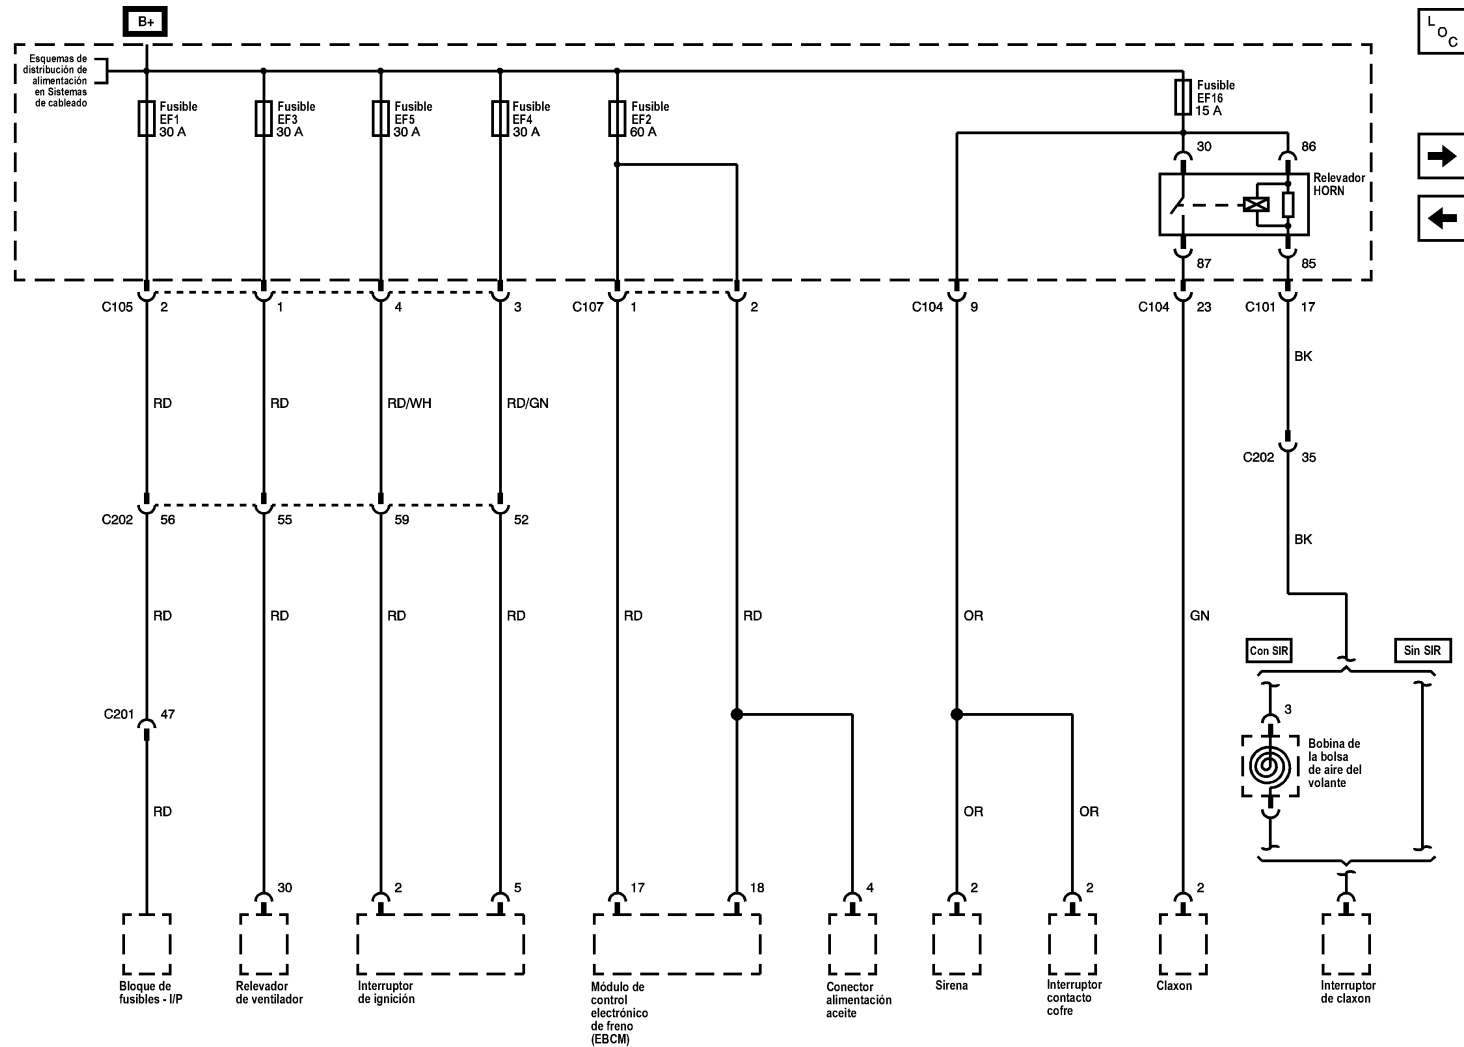 B+
L
O
C
Esquemas de
distribución de
alimentación
en Sistemas
de cableado
Fusible
EF1
30 A
Fusible
EF3
30 A
Fusible
EF5
30 A
Fusible
EF4
30 A
Fusible
EF2
60 A
Fusible
EF16
15 A
30
86
Relevador
HORN
87
85
C105
2
1
4
3
C107
1
2
C104
9
C104
23
C101
17
BK
RD
RD
RD/WH
RD/GN
C202
35
C202
56
55
59
52
BK
RD
RD
RD
RD
RD
RD
OR
GN
Con SIR
Sin SIR
C201
47
3
Bobina de
la bolsa
de aire del
volante
RD
OR
OR
30
2
5
17
18
4
2
2
2
Bloque de
fusibles - I/P
Relevador
de ventilador
Interruptor
de ignición
Módulo de
control
electrónico
de freno
(EBCM)
Conector
alimentación
aceite
Sirena
Interruptor
contacto
cofre
Claxon
Interruptor
de claxon